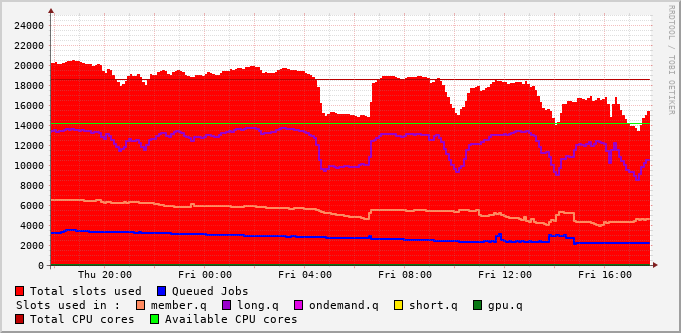 24000
22000
20000
18000
16000
14000
12000
10000
8000
6000
4000
2000
0
Thu 20:00 Fri 00:00 Fri 04:00 Fri 08:00 Fri 12:00 Fri 16:00
RRDTOOL / TOBI OETIKER
Total slots used Queued Jobs
Slots used in : member.q long.q ondemand.q short.q gpu.q
Total CPU cores Available CPU cores